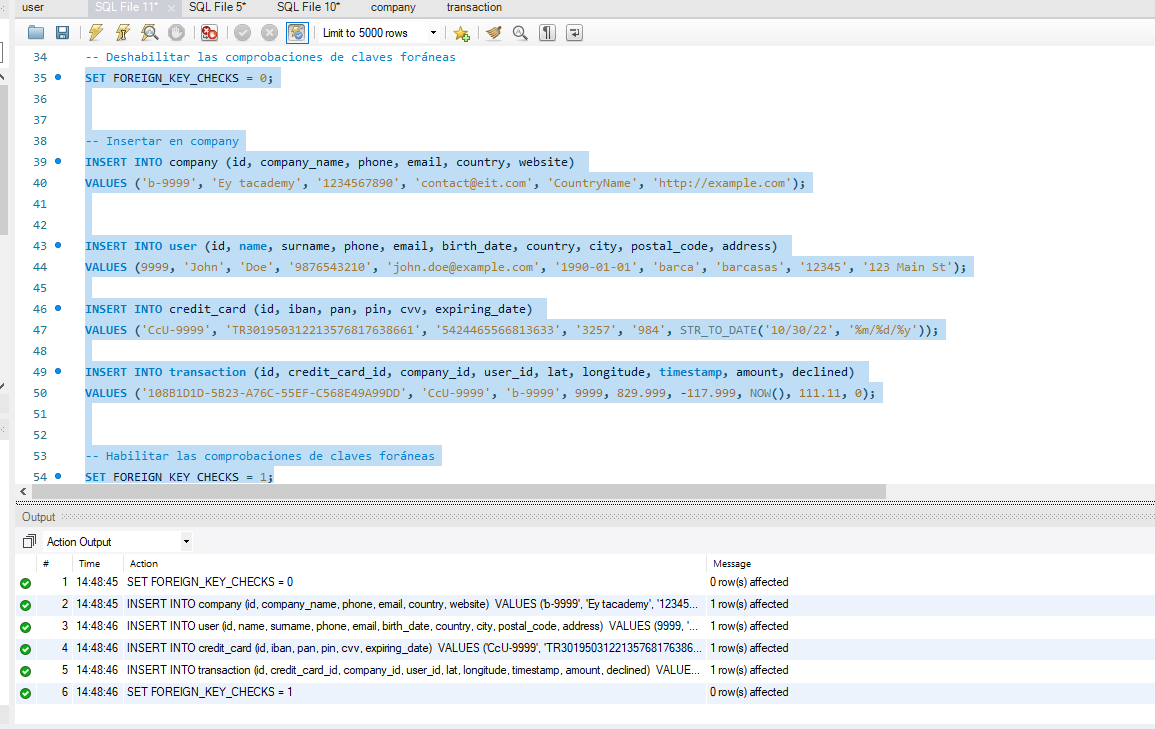 user SQL File 11* SQL File 5* SQL File 10* company transaction
Limit to 5000 rows
34 -- Deshabilitar las comprobaciones de claves foráneas
35 SET FOREIGN_KEY_CHECKS = 0;
36
37
38 -- Insertar en company
39 INSERT INTO company (id, company_name, phone, email, country, website)
40 VALUES ('b-9999', 'Ey tacademy', '1234567890', 'contact@eit.com', 'CountryName', 'http://example.com');
41
42
43 INSERT INTO user (id, name, surname, phone, email, birth_date, country, city, postal_code, address)
44 VALUES (9999, 'John', 'Doe', '9876543210', 'john.doe@example.com', '1990-01-01', 'barca', 'barcasas', '12345', '123 Main St');
45
46 INSERT INTO credit_card (id, iban, pan, pin, cvv, expiring_date)
47 VALUES ('CcU-9999', 'TR301950312213576817638661', '5424465566813633', '3257', '984', STR_TO_DATE('10/30/22', '%m/%d/%y'));
48
49 INSERT INTO transaction (id, credit_card_id, company_id, user_id, lat, longitude, timestamp, amount, declined)
50 VALUES ('108B1D1D-5B23-A76C-55EF-C568E49A99DD', 'CcU-9999', 'b-9999', 9999, 829.999, -117.999, NOW(), 111.11, 0);
51
52
53 -- Habilitar las comprobaciones de claves foráneas
54 SET FOREIGN_KEY_CHECKS = 1;
Output
Action Output
# Time Action Message
1 14:48:45 SET FOREIGN_KEY_CHECKS = 0 0 row(s) affected
2 14:48:45 INSERT INTO company (id, company_name, phone, email, country, website) VALUES ('b-9999', 'Ey tacademy', '12345... 1 row(s) affected
3 14:48:46 INSERT INTO user (id, name, surname, phone, email, birth_date, country, city, postal_code, address) VALUES (9999, '... 1 row(s) affected
4 14:48:46 INSERT INTO credit_card (id, iban, pan, pin, cvv, expiring_date) VALUES ('CcU-9999', 'TR3019503122135768176386... 1 row(s) affected
5 14:48:46 INSERT INTO transaction (id, credit_card_id, company_id, user_id, lat, longitude, timestamp, amount, declined) VALUE... 1 row(s) affected
6 14:48:46 SET FOREIGN_KEY_CHECKS = 1 0 row(s) affected